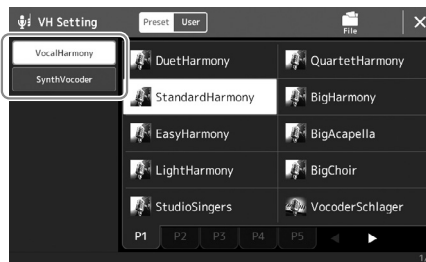 VH Setting
Preset User
File
VocalHarmony
SynthVocoder
DuetHarmony
QuartetHarmony
StandardHarmony
BigHarmony
EasyHarmony
BigAcapella
LightHarmony
BigChoir
StudioSingers
VocoderSchlager
P1 P2 P3 P4 P5